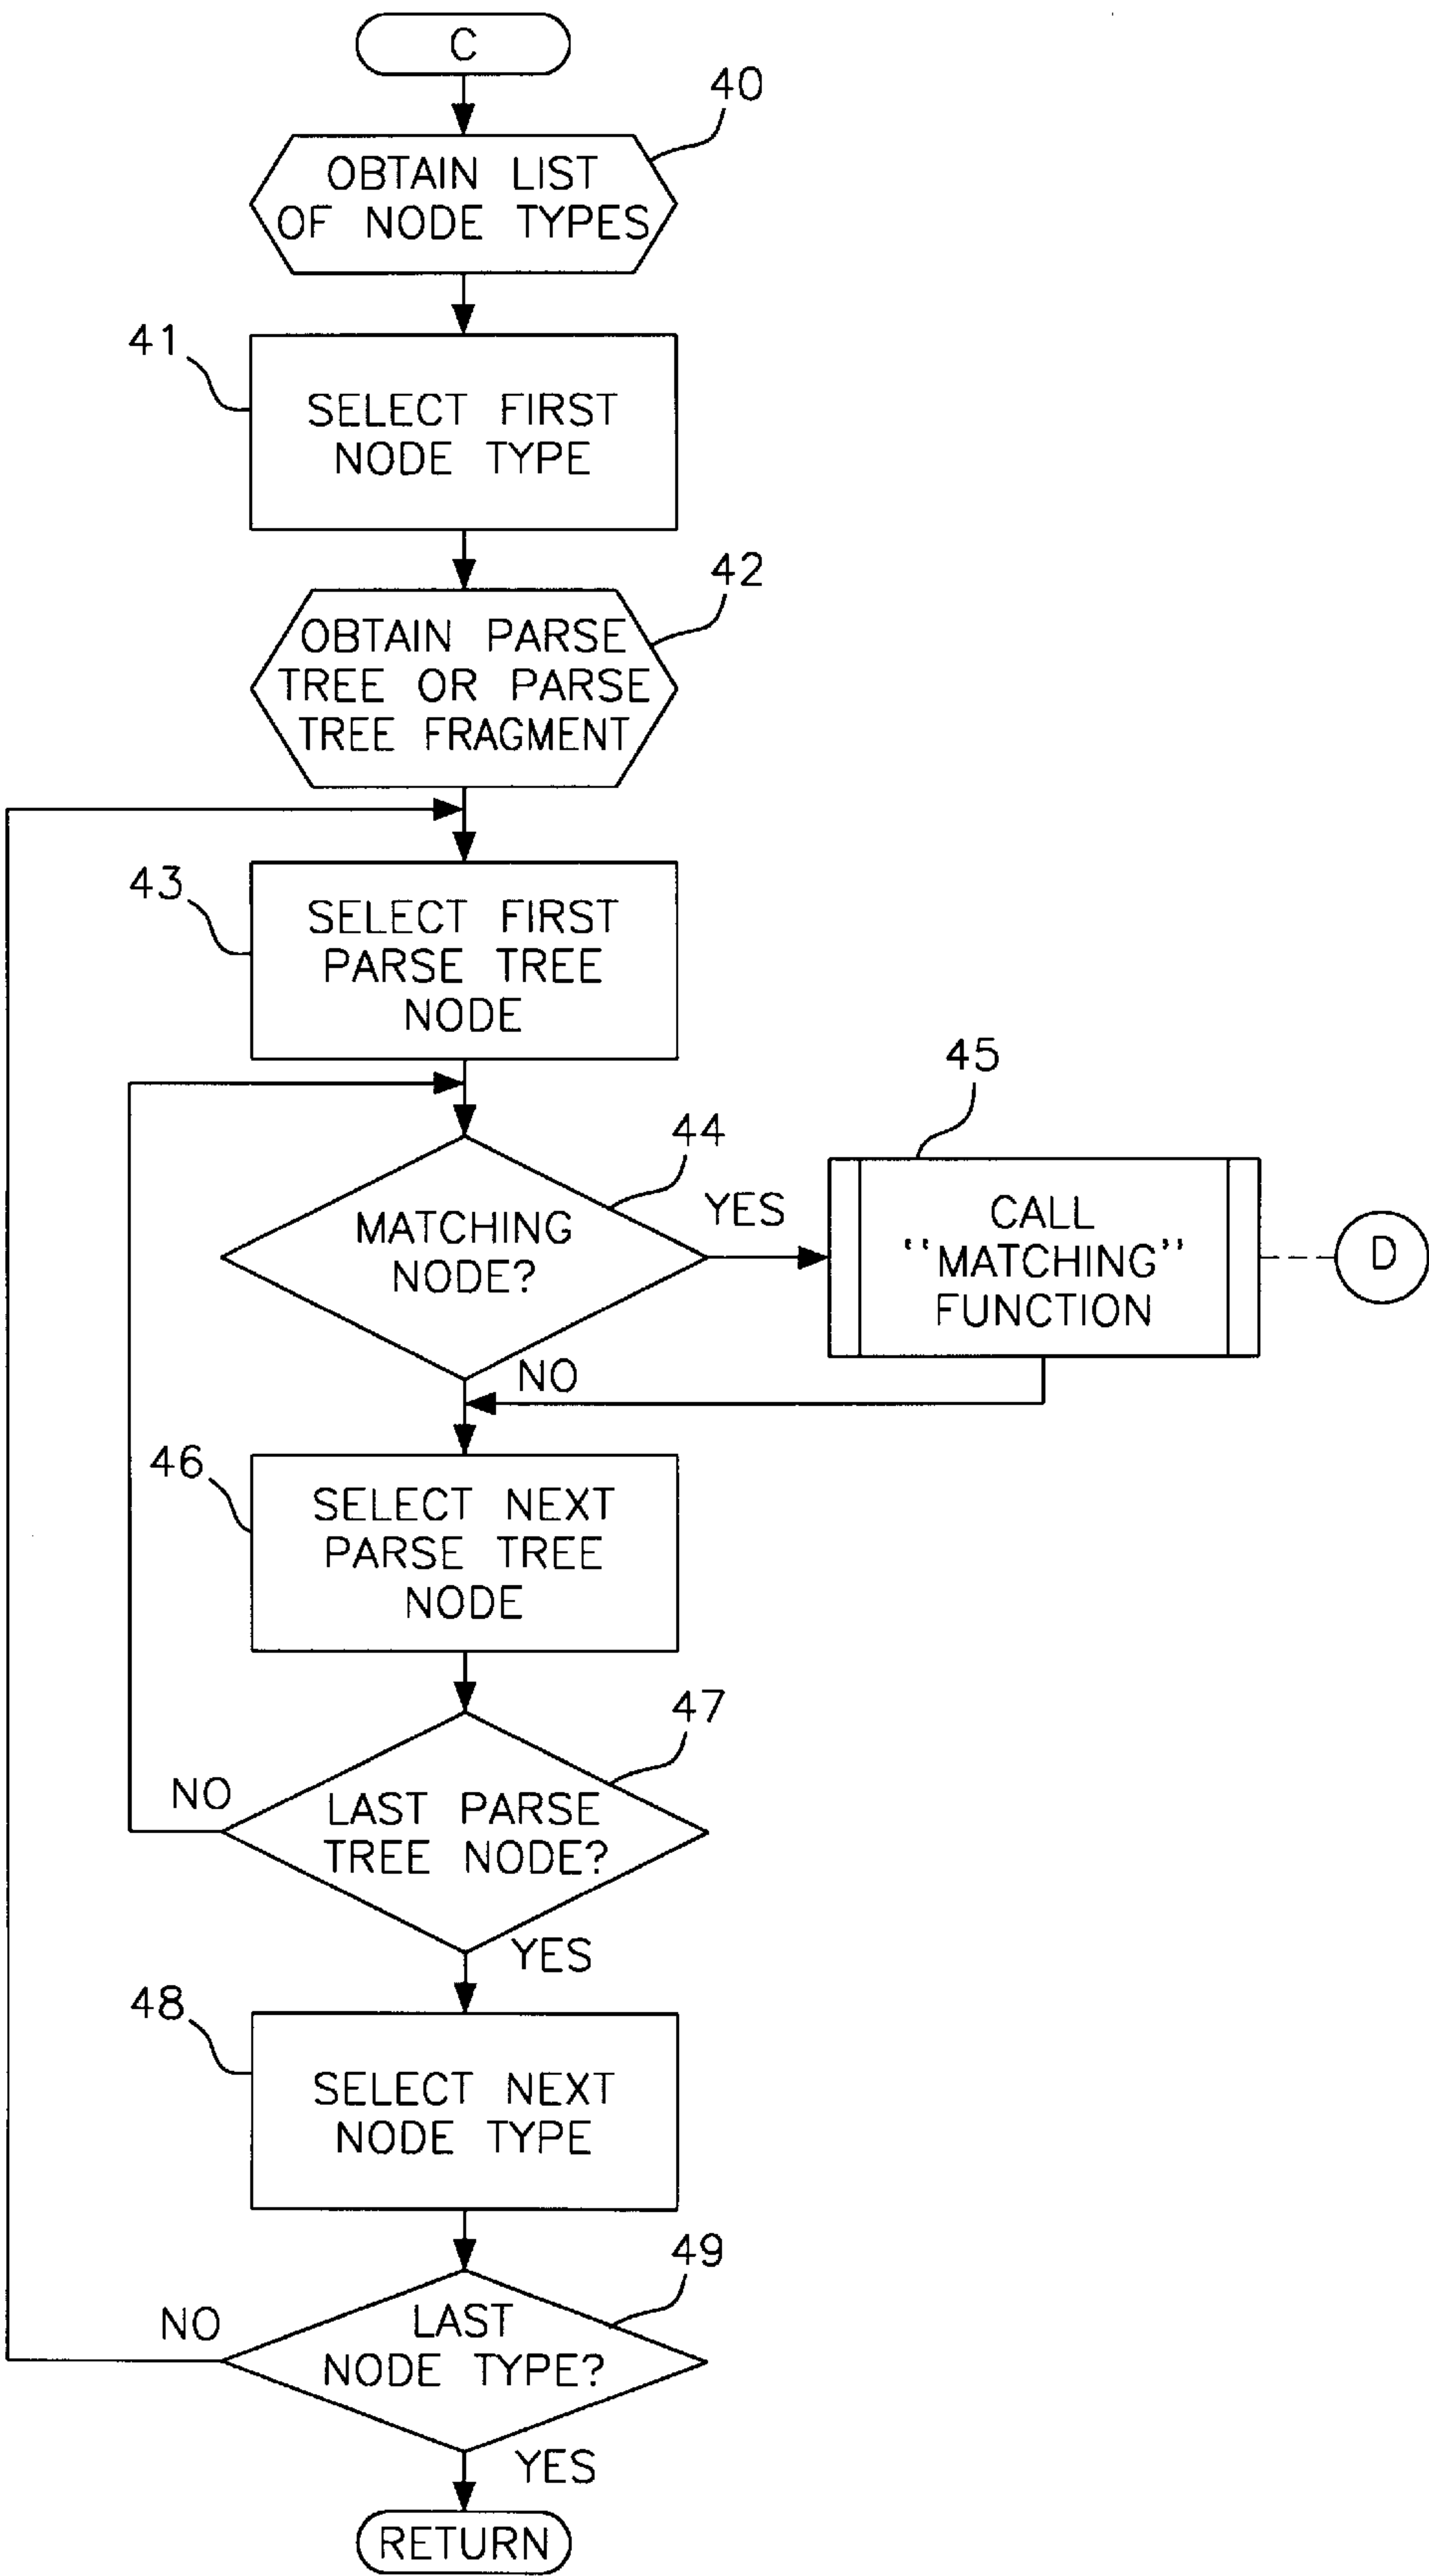 C
40
OBTAIN LIST
OF NODE TYPES
41
SELECT FIRST
NODE TYPE
42
OBTAIN PARSE
TREE OR PARSE
TREE FRAGMENT
43
SELECT FIRST
PARSE TREE
NODE
44
MATCHING
NODE?
YES
45
CALL
"MATCHING"
FUNCTION
D
NO
46
SELECT NEXT
PARSE TREE
NODE
47
LAST PARSE
TREE NODE?
NO
YES
48
SELECT NEXT
NODE TYPE
49
LAST
NODE TYPE?
NO
YES
RETURN